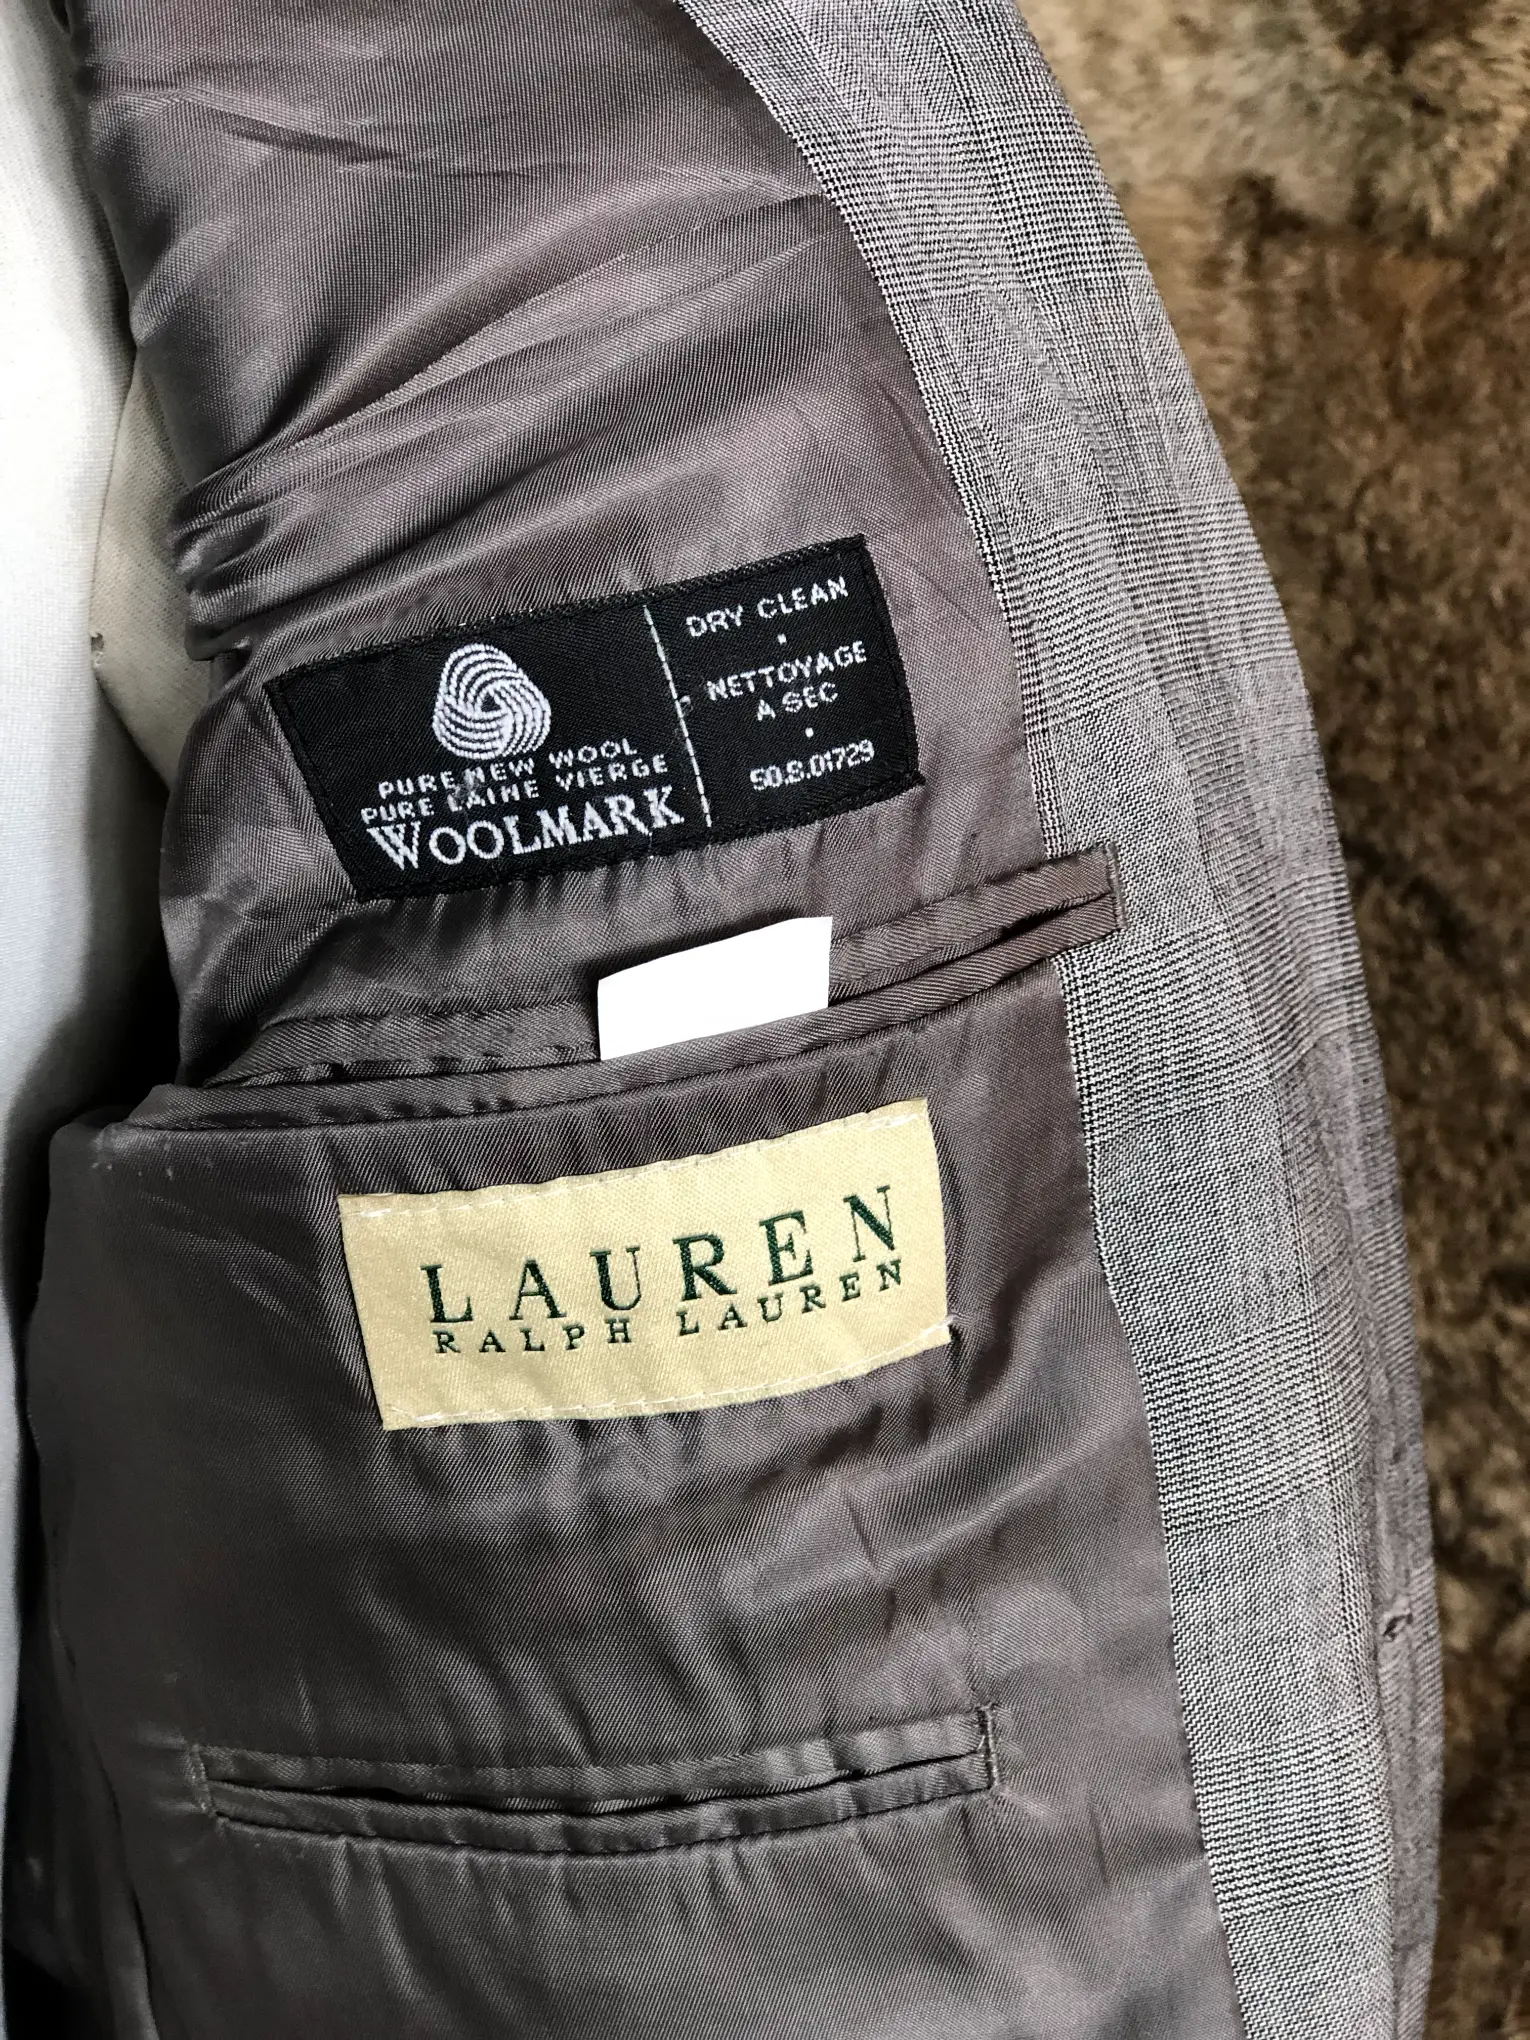 PURE NEW WOOL
PURE LAINE VIERGE
WOOLMARK
DRY CLEAN
•
NETTOYAGE
A SEC
•
50.8.01729
LAUREN
RALPH LAUREN